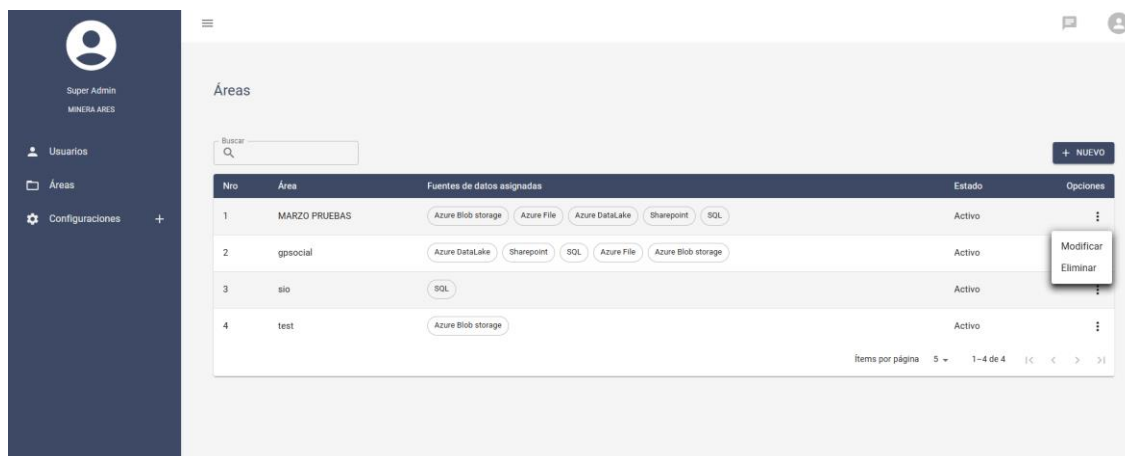 Super Admin
MINERA ARES
Usuarios
Áreas
Configuraciones +
Áreas
Buscar
+ NUEVO
Nro Área Fuentes de datos asignadas Estado Opciones
1 MARZO PRUEBAS Azure Blob storage Azure File Azure DataLake Sharepoint SQL Activo
2 gpsocial Azure DataLake Sharepoint SQL Azure File Azure Blob storage Activo
Modificar
Eliminar
3 sio SQL Activo
4 test Azure Blob storage Activo
Ítems por página 5 1–4 de 4